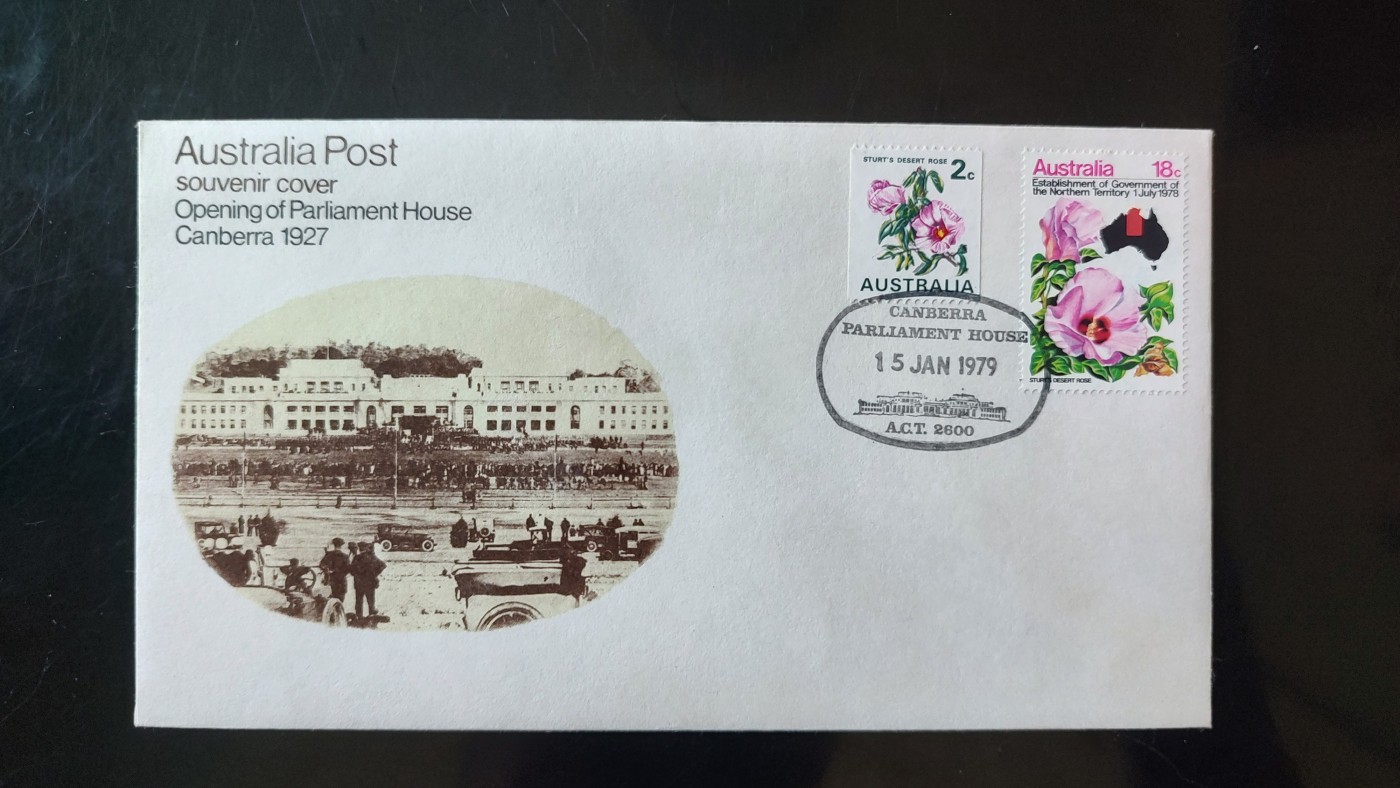 Australia Post
souvenir cover
Opening of Parliament House
Canberra 1927
STURT'S DESERT ROSE 2c
AUSTRALIA
Australia 18c
Establishment of Government of
the Northern Territory 1 July 1978
STURT'S DESERT ROSE
CANBERRA
PARLIAMENT HOUSE
15 JAN 1979
A.C.T. 2600